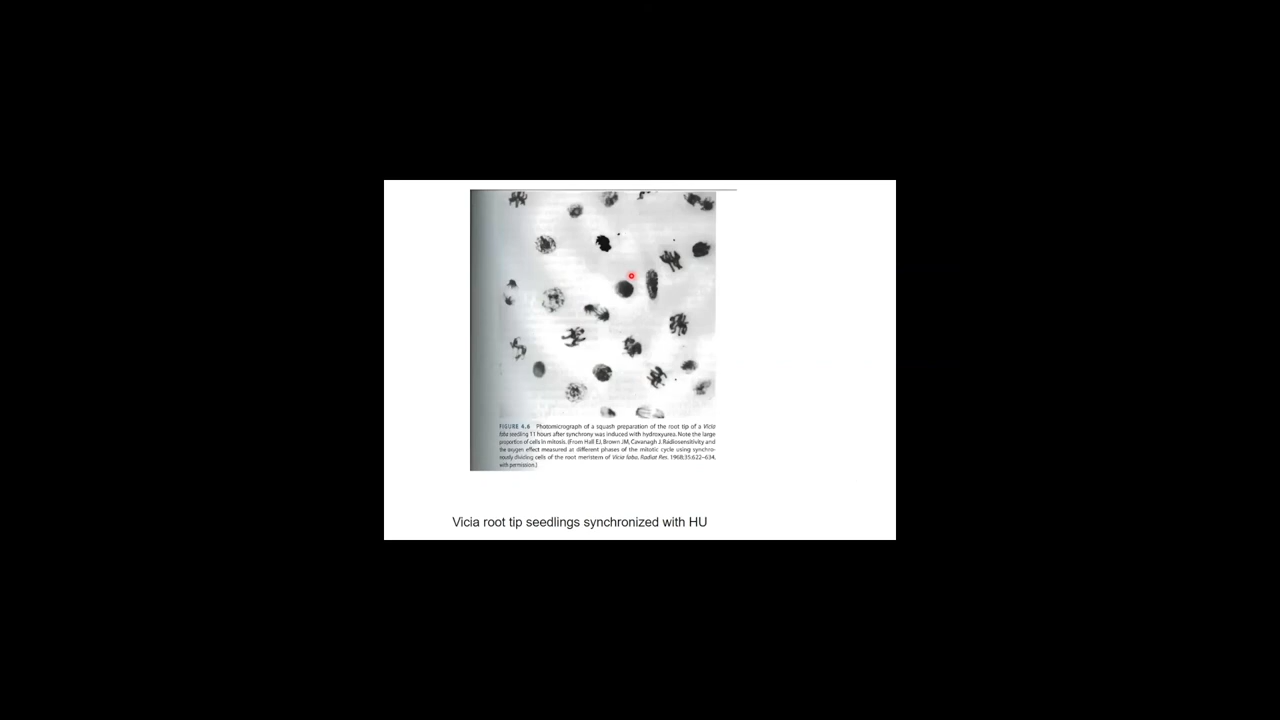 FIGURE 4.6 Photomicrograph of a squash preparation of the root tip of a Vicia
faba seedling 11 hours after synchrony was induced with hydroxyurea. Note the large
proportion of cells in mitosis. (From Hall EJ, Brown JM, Cavanagh J. Radiosensitivity and
the oxygen effect measured at different phases of the mitotic cycle using synchro-
nously dividing cells of the root meristem of Vicia faba. Radiat Res. 1968;35:622–634,
with permission.)
Vicia root tip seedlings synchronized with HU